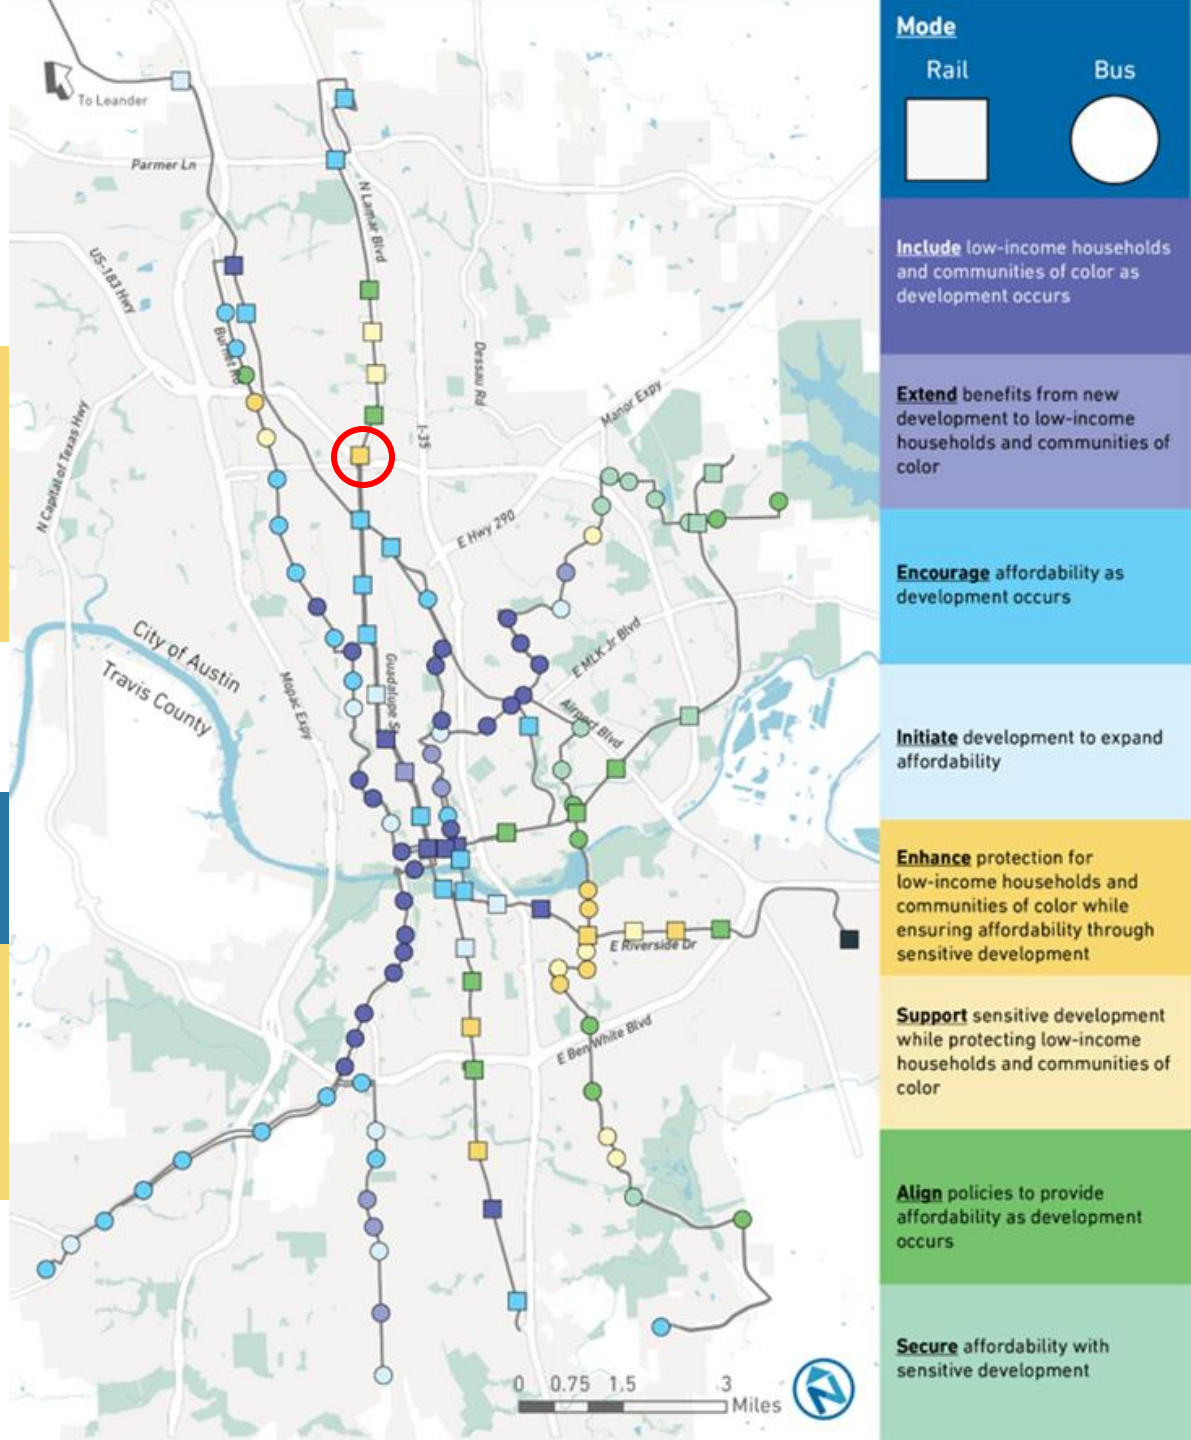 To Leander
Parmer Ln
N Lamar Blvd
US-183 Hwy
Burnet Rd
Dessau Rd
Manor Expy
I-35
N Capital of Texas Hwy
E Hwy 290
E MLK Jr Blvd
City of Austin
Travis County
Mopac Expy
Guadalupe St
Airport Blvd
E Riverside Dr
E Ben White Blvd
0 0.75 1.5 3
Miles
Mode
Rail Bus
Include low-income households
and communities of color as
development occurs
Extend benefits from new
development to low-income
households and communities of
color
Encourage affordability as
development occurs
Initiate development to expand
affordability
Enhance protection for
low-income households and
communities of color while
ensuring affordability through
sensitive development
Support sensitive development
while protecting low-income
households and communities of
color
Align policies to provide
affordability as development
occurs
Secure affordability with
sensitive development